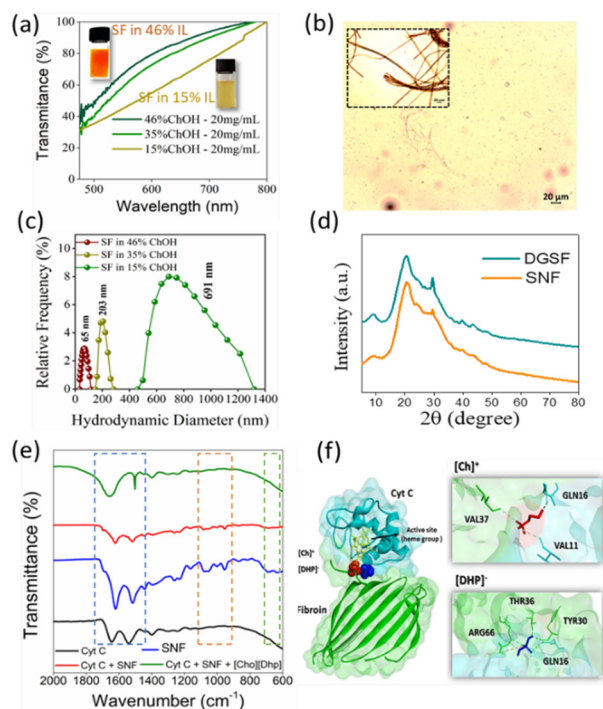 (a)
SF in 46% IL
SF in 15% IL
46%ChOH - 20mg/mL
35%ChOH - 20mg/mL
15%ChOH - 20mg/mL
Transmitance (%)
100
80
60
40
20
0
500 600 700 800
Wavelength (nm)
(b)
20 μm
(c)
SF in 46% ChOH
SF in 35% ChOH
SF in 15% ChOH
65 nm
203 nm
691 nm
Relative Frequency (%)
8
6
4
2
0
0 200 400 600 800 1000 1200 1400
Hydrodynamic Diameter (nm)
(d)
DGSF
SNF
Intensity (a.u.)
10 20 30 40 50 60 70 80
2θ (degree)
(e)
Transmittance (%)
Cyt C
SNF
Cyt C + SNF
Cyt C + SNF + [Cho][Dhp]
2000 1800 1600 1400 1200 1000 800 600
Wavenumber (cm⁻¹)
(f)
Cyt C
Active site
(heme group )
[Ch]⁺
[DHP]⁻
Fibroin
[Ch]⁺
GLN16
VAL37
VAL11
[DHP]⁻
THR36
TYR30
ARG66
GLN16